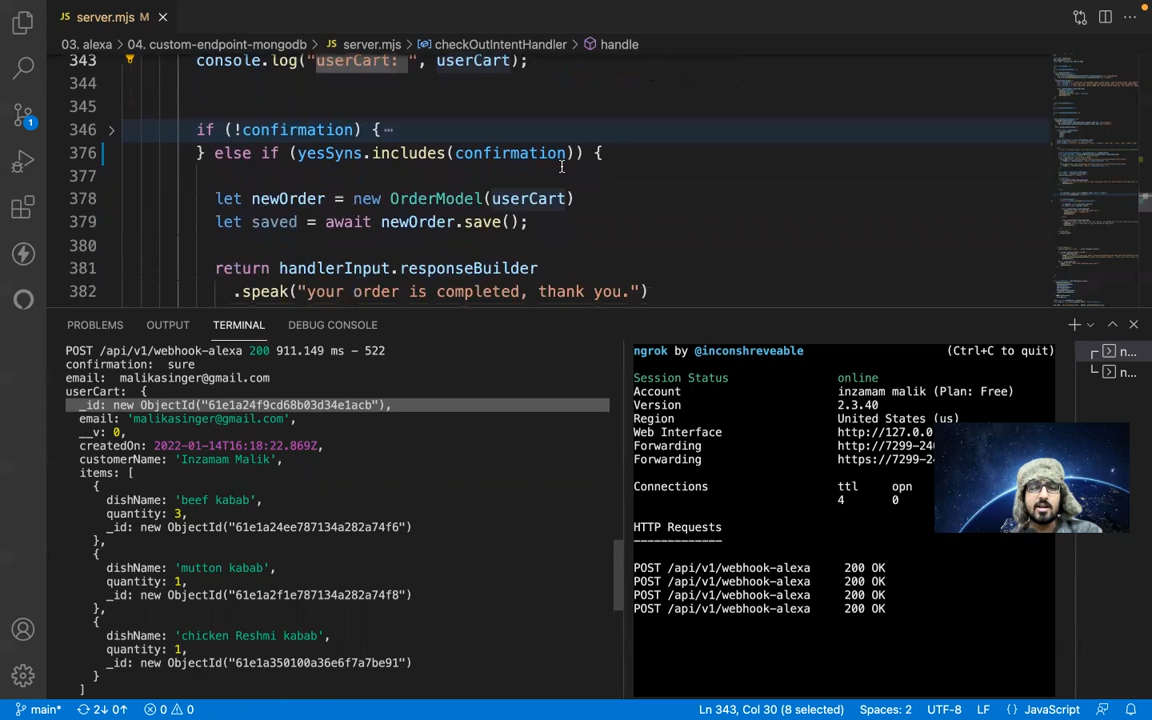 server.mjs M
03. alexa > 04. custom-endpoint-mongodb > server.mjs > checkOutIntentHandler > handle
343 console.log("userCart: ", userCart);
344
345
346 if (!confirmation) {
376 } else if (yesSyns.includes(confirmation)) {
377
378 let newOrder = new OrderModel(userCart)
379 let saved = await newOrder.save();
380
381 return handlerInput.responseBuilder
382 .speak("your order is completed, thank you.")
PROBLEMS OUTPUT TERMINAL DEBUG CONSOLE
POST /api/v1/webhook-alexa 200 911.149 ms - 522
confirmation: sure
email: malikasinger@gmail.com
userCart: {
_id: new ObjectId("61e1a24f9cd68b03d34e1acb"),
email: 'malikasinger@gmail.com',
__v: 0,
createdOn: 2022-01-14T16:18:22.869Z,
customerName: 'Inzamam Malik',
items: [
{
dishName: 'beef kabab',
quantity: 3,
_id: new ObjectId("61e1a24ee787134a282a74f6")
},
{
dishName: 'mutton kabab',
quantity: 1,
_id: new ObjectId("61e1a2f1e787134a282a74f8")
},
{
dishName: 'chicken Reshmi kabab',
quantity: 1,
_id: new ObjectId("61e1a350100a36e6f7a7be91")
}
]
ngrok by @inconshreveable (Ctrl+C to quit)
Session Status online
Account inzamam malik (Plan: Free)
Version 2.3.40
Region United States (us)
Web Interface http://127.0.0
Forwarding http://7299-24
Forwarding https://7299-2
Connections ttl opn
4 0
HTTP Requests
-------------
POST /api/v1/webhook-alexa 200 OK
POST /api/v1/webhook-alexa 200 OK
POST /api/v1/webhook-alexa 200 OK
POST /api/v1/webhook-alexa 200 OK
n...
n...
main* 2↓ 0↑ 0 0 Ln 343, Col 30 (8 selected) Spaces: 2 UTF-8 LF {} JavaScript